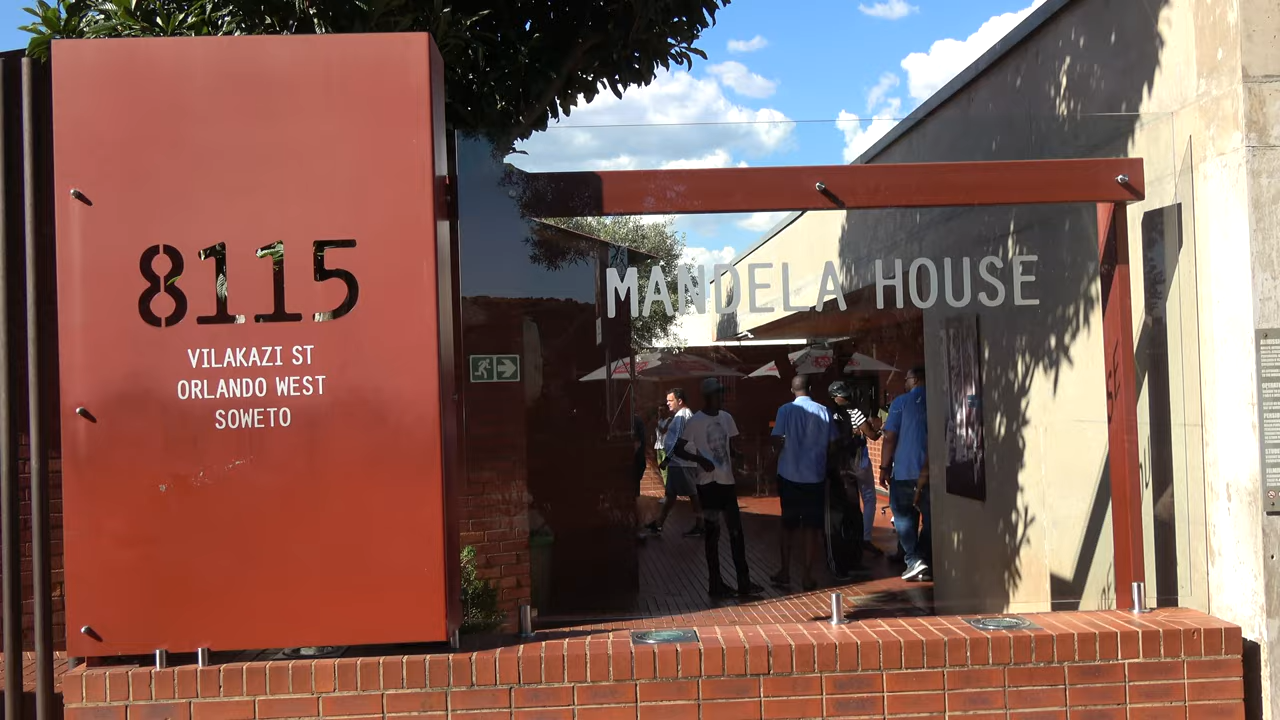 8115
VILAKAZI ST
ORLANDO WEST
SOWETO
MANDELA HOUSE